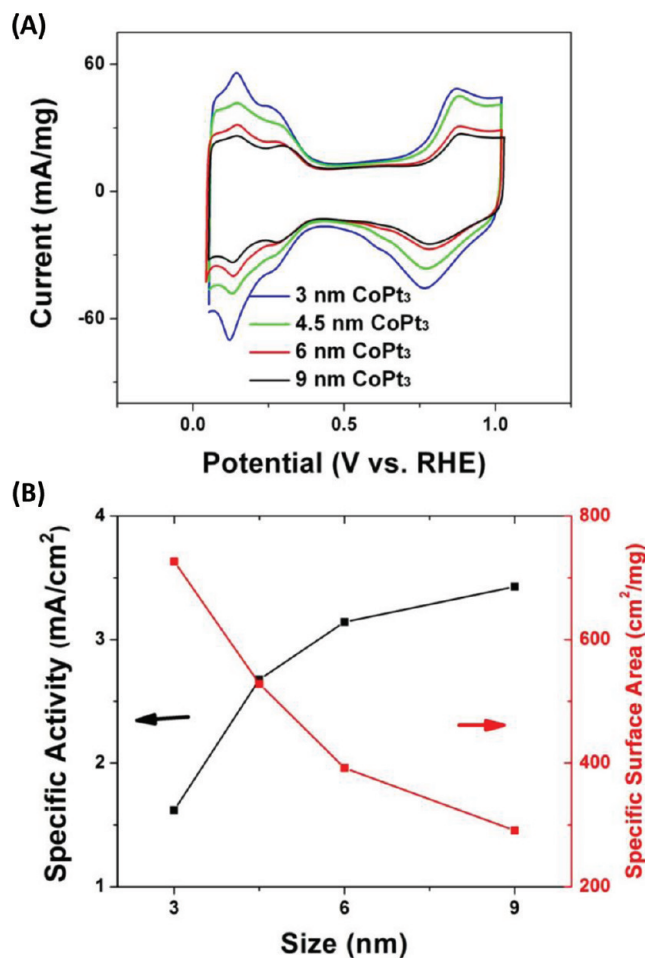 (A)
60
0
-60
Current (mA/mg)
3 nm CoPt₃
4.5 nm CoPt₃
6 nm CoPt₃
9 nm CoPt₃
0.0 0.5 1.0
Potential (V vs. RHE)
(B)
4
3
2
1
Specific Activity (mA/cm²)
800
600
400
200
Specific Surface Area (cm²/mg)
3 6 9
Size (nm)